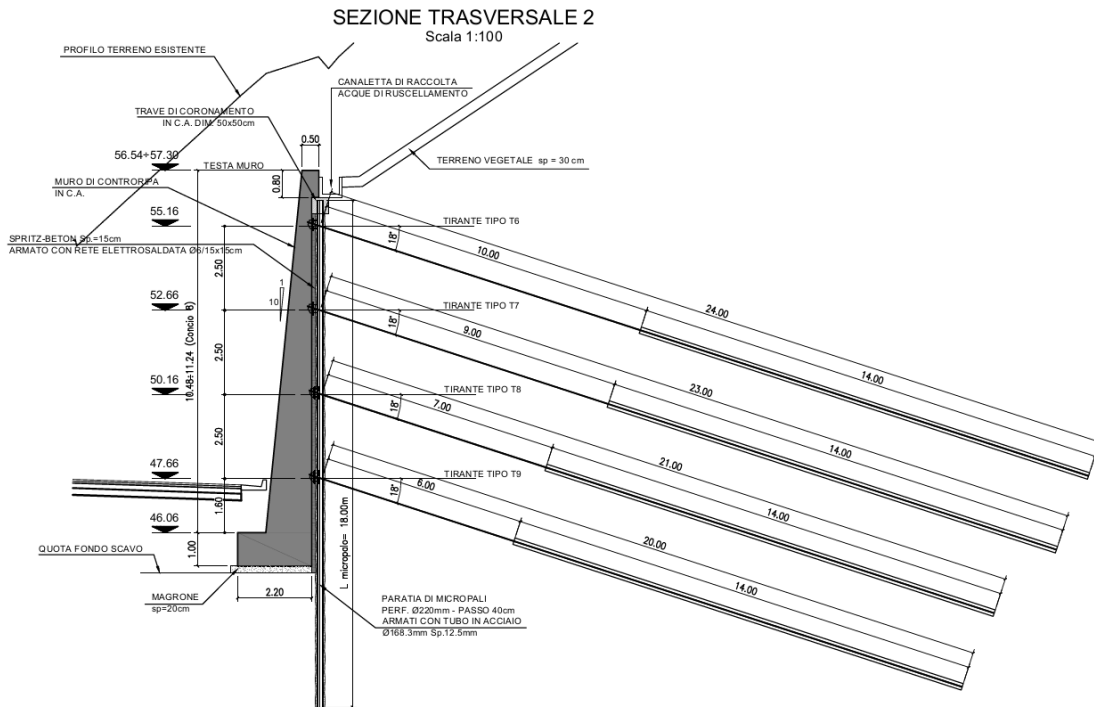 SEZIONE TRASVERSALE 2
Scala 1:100
PROFILO TERRENO ESISTENTE
CANALETTA DI RACCOLTA
ACQUE DI RUSCELLAMENTO
TRAVE DI CORONAMENTO
IN C.A. DIM. 50x50cm
0.50
56.54÷57.30
TESTA MURO
TERRENO VEGETALE sp = 30 cm
MURO DI CONTRORIPA
IN C.A.
0.80
55.16
TIRANTE TIPO T6
SPRITZ-BETON Sp.=15cm
ARMATO CON RETE ELETTROSALDATA Ø6/15x15cm
18°
10.00
24.00
14.00
2.50
1
10
52.66
TIRANTE TIPO T7
18°
9.00
23.00
14.00
10.48÷11.24 (Concio 8)
2.50
50.16
TIRANTE TIPO T8
18°
7.00
21.00
14.00
2.50
47.66
TIRANTE TIPO T9
18°
6.00
20.00
14.00
1.60
46.06
1.00
L micropalo= 18.00m
QUOTA FONDO SCAVO
MAGRONE
sp=20cm
2.20
PARATIA DI MICROPALI
PERF. Ø220mm - PASSO 40cm
ARMATI CON TUBO IN ACCIAIO
Ø168.3mm Sp.12.5mm